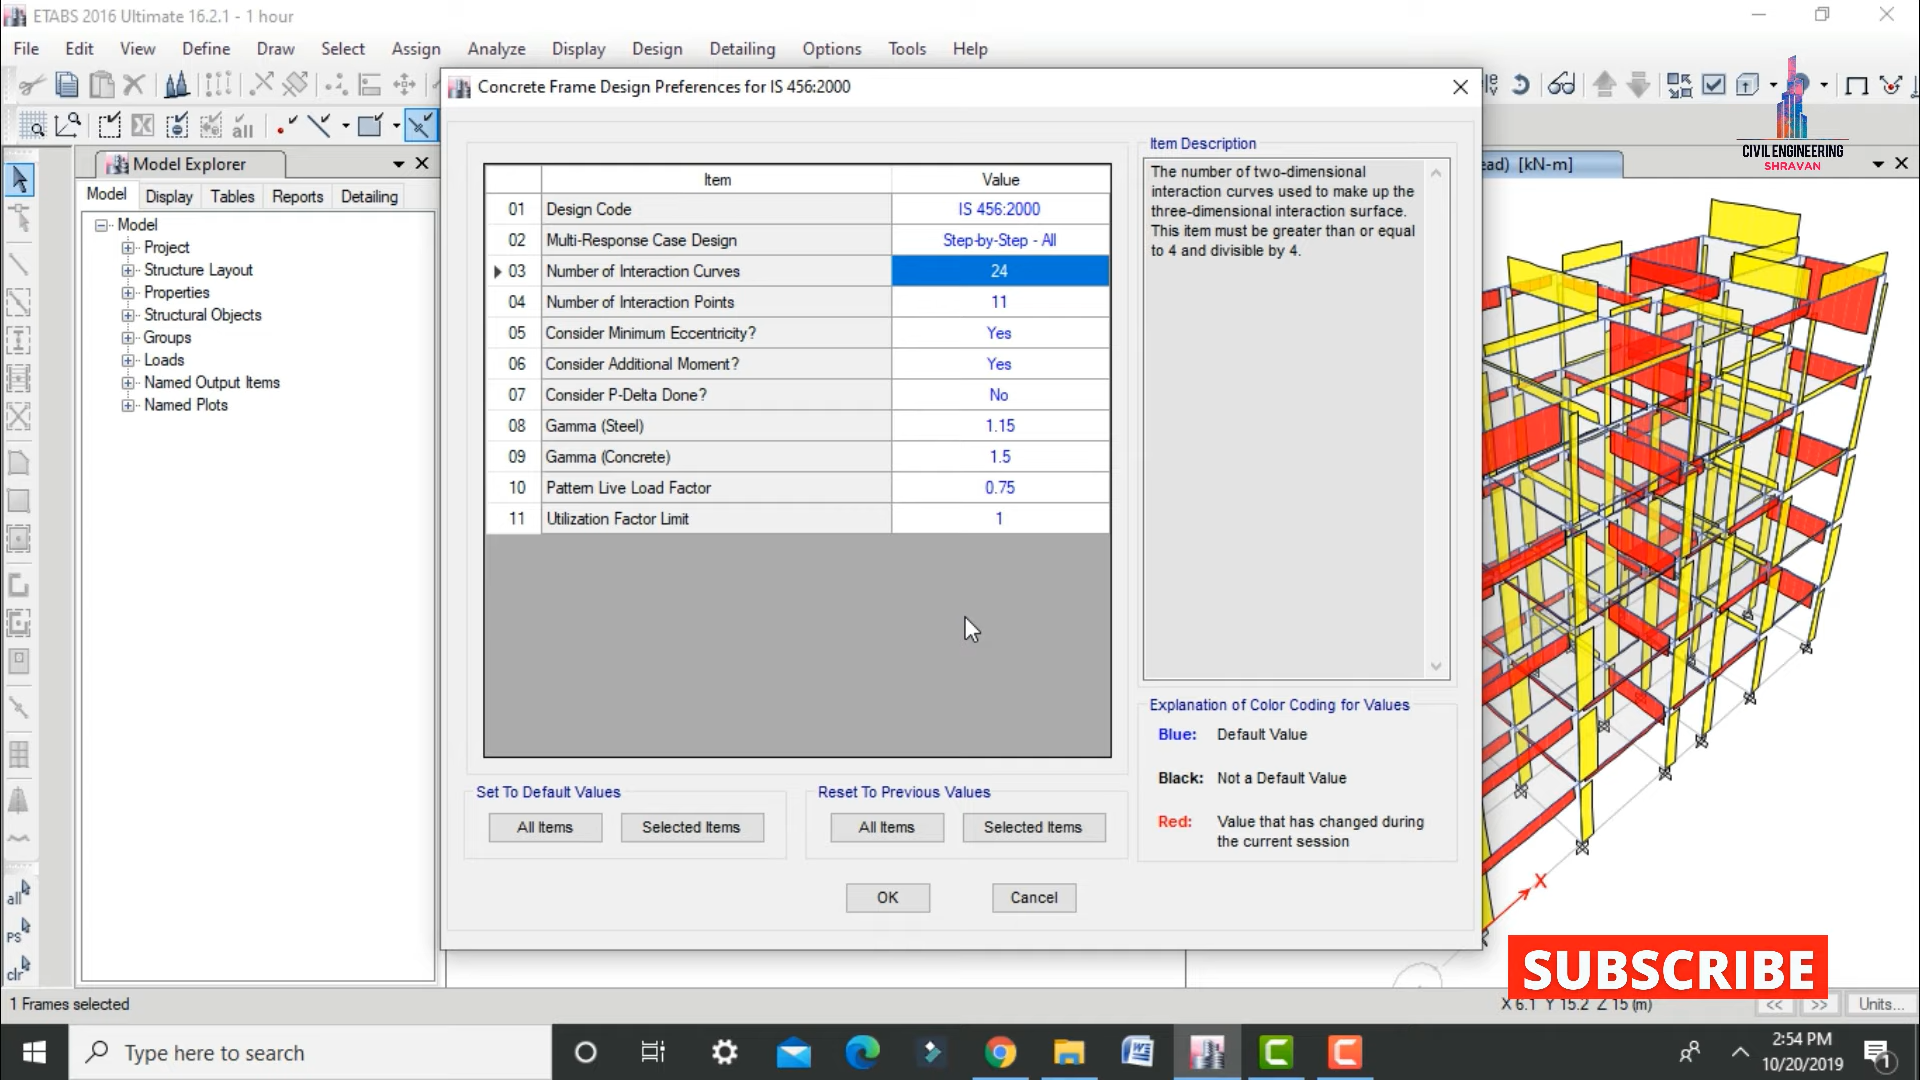 ETABS 2016 Ultimate 16.2.1 - 1 hour
File Edit View Define Draw Select Assign Analyze Display Design Detailing Options Tools Help
Concrete Frame Design Preferences for IS 456:2000
all
CIVIL ENGINEERING
SHRAVAN
Model Explorer
Model Display Tables Reports Detailing
Model
Project
Structure Layout
Properties
Structural Objects
Groups
Loads
Named Output Items
Named Plots
Item Value
01 Design Code IS 456:2000
02 Multi-Response Case Design Step-by-Step - All
03 Number of Interaction Curves 24
04 Number of Interaction Points 11
05 Consider Minimum Eccentricity? Yes
06 Consider Additional Moment? Yes
07 Consider P-Delta Done? No
08 Gamma (Steel) 1.15
09 Gamma (Concrete) 1.5
10 Pattern Live Load Factor 0.75
11 Utilization Factor Limit 1
Item Description
The number of two-dimensional
interaction curves used to make up the
three-dimensional interaction surface.
This item must be greater than or equal
to 4 and divisible by 4.
[kN-m]
Explanation of Color Coding for Values
Blue: Default Value
Black: Not a Default Value
Red: Value that has changed during
the current session
Set To Default Values
All Items Selected Items
Reset To Previous Values
All Items Selected Items
OK Cancel
all
PS
clr
X
SUBSCRIBE
1 Frames selected
X 6.1 Y 15.2 Z 15 (m)
<< >> Units...
Type here to search
2:54 PM
10/20/2019
1